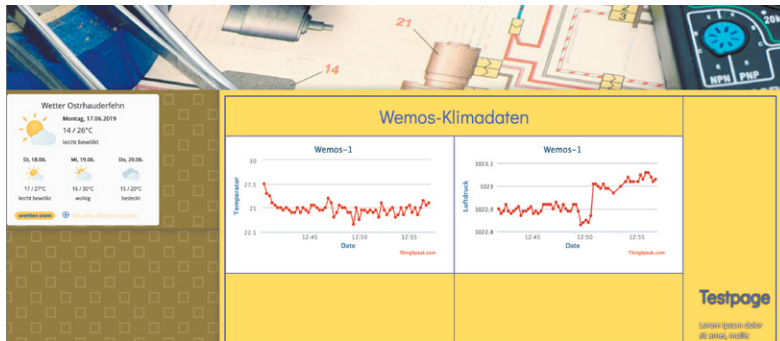 21
14
20k
NPN PNP
Wetter Ostrhauderfehn
Montag, 17.06.2019
14 / 26°C
leicht bewölkt
Di, 18.06. Mi, 19.06. Do, 20.06.
17 / 27°C 16 / 30°C 15 / 20°C
leicht bewölkt wolkig bedeckt
wetter.com
Wemos-Klimadaten
Wemos-1
Temperatur
30
27.5
25
22.5
12:45 12:50 12:55
Date
ThingSpeak.com
Wemos-1
Luftdruck
1023.1
1023
1022.9
1022.8
12:45 12:50 12:55
Date
ThingSpeak.com
Testpage
Lorem ipsum dolor
sit amet, mollis